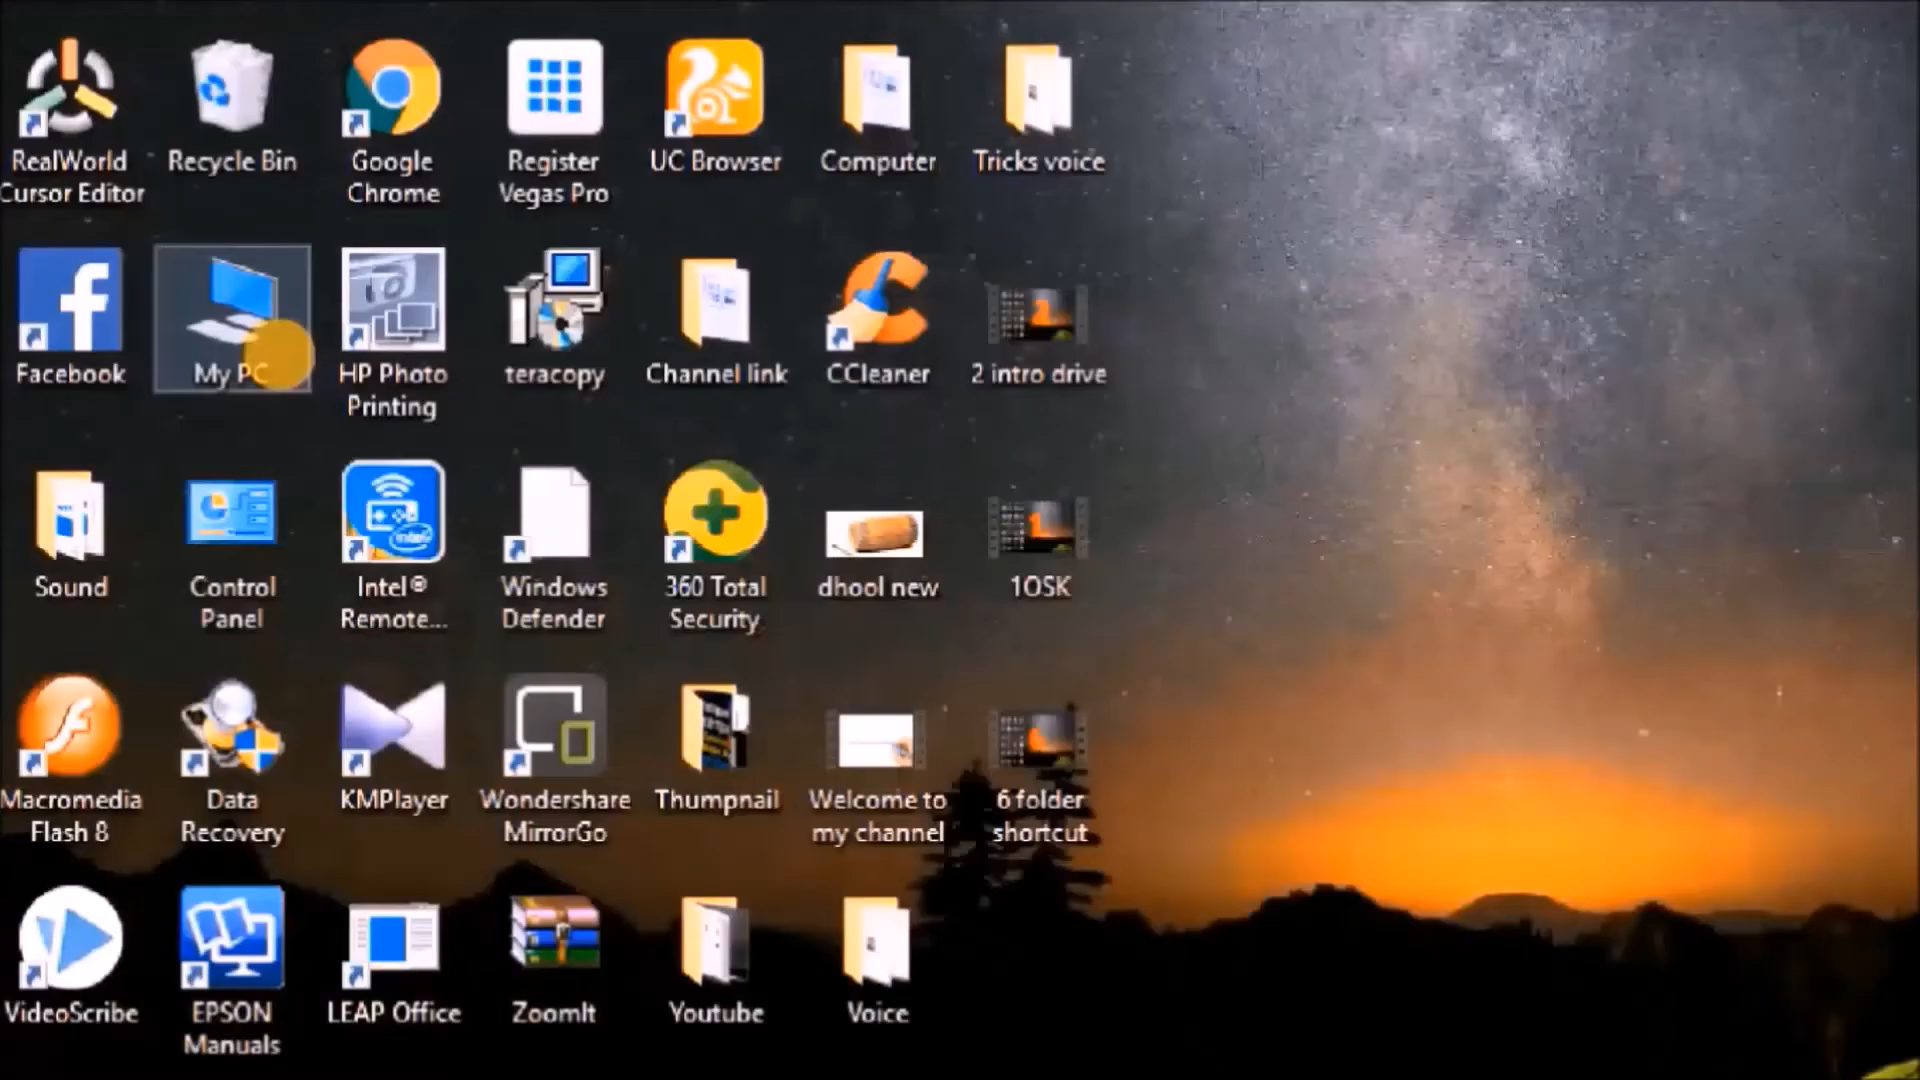 RealWorld
Cursor Editor
Recycle Bin
Google
Chrome
Register
Vegas Pro
UC Browser
Computer
Tricks voice
Facebook
My PC
HP Photo
Printing
teracopy
Channel link
CCleaner
2 intro drive
Sound
Control
Panel
Intel®
Remote...
Windows
Defender
360 Total
Security
dhool new
1OSK
Macromedia
Flash 8
Data
Recovery
KMPlayer
Wondershare
MirrorGo
Thumpnail
Welcome to
my channel
6 folder
shortcut
VideoScribe
EPSON
Manuals
LEAP Office
ZoomIt
Youtube
Voice